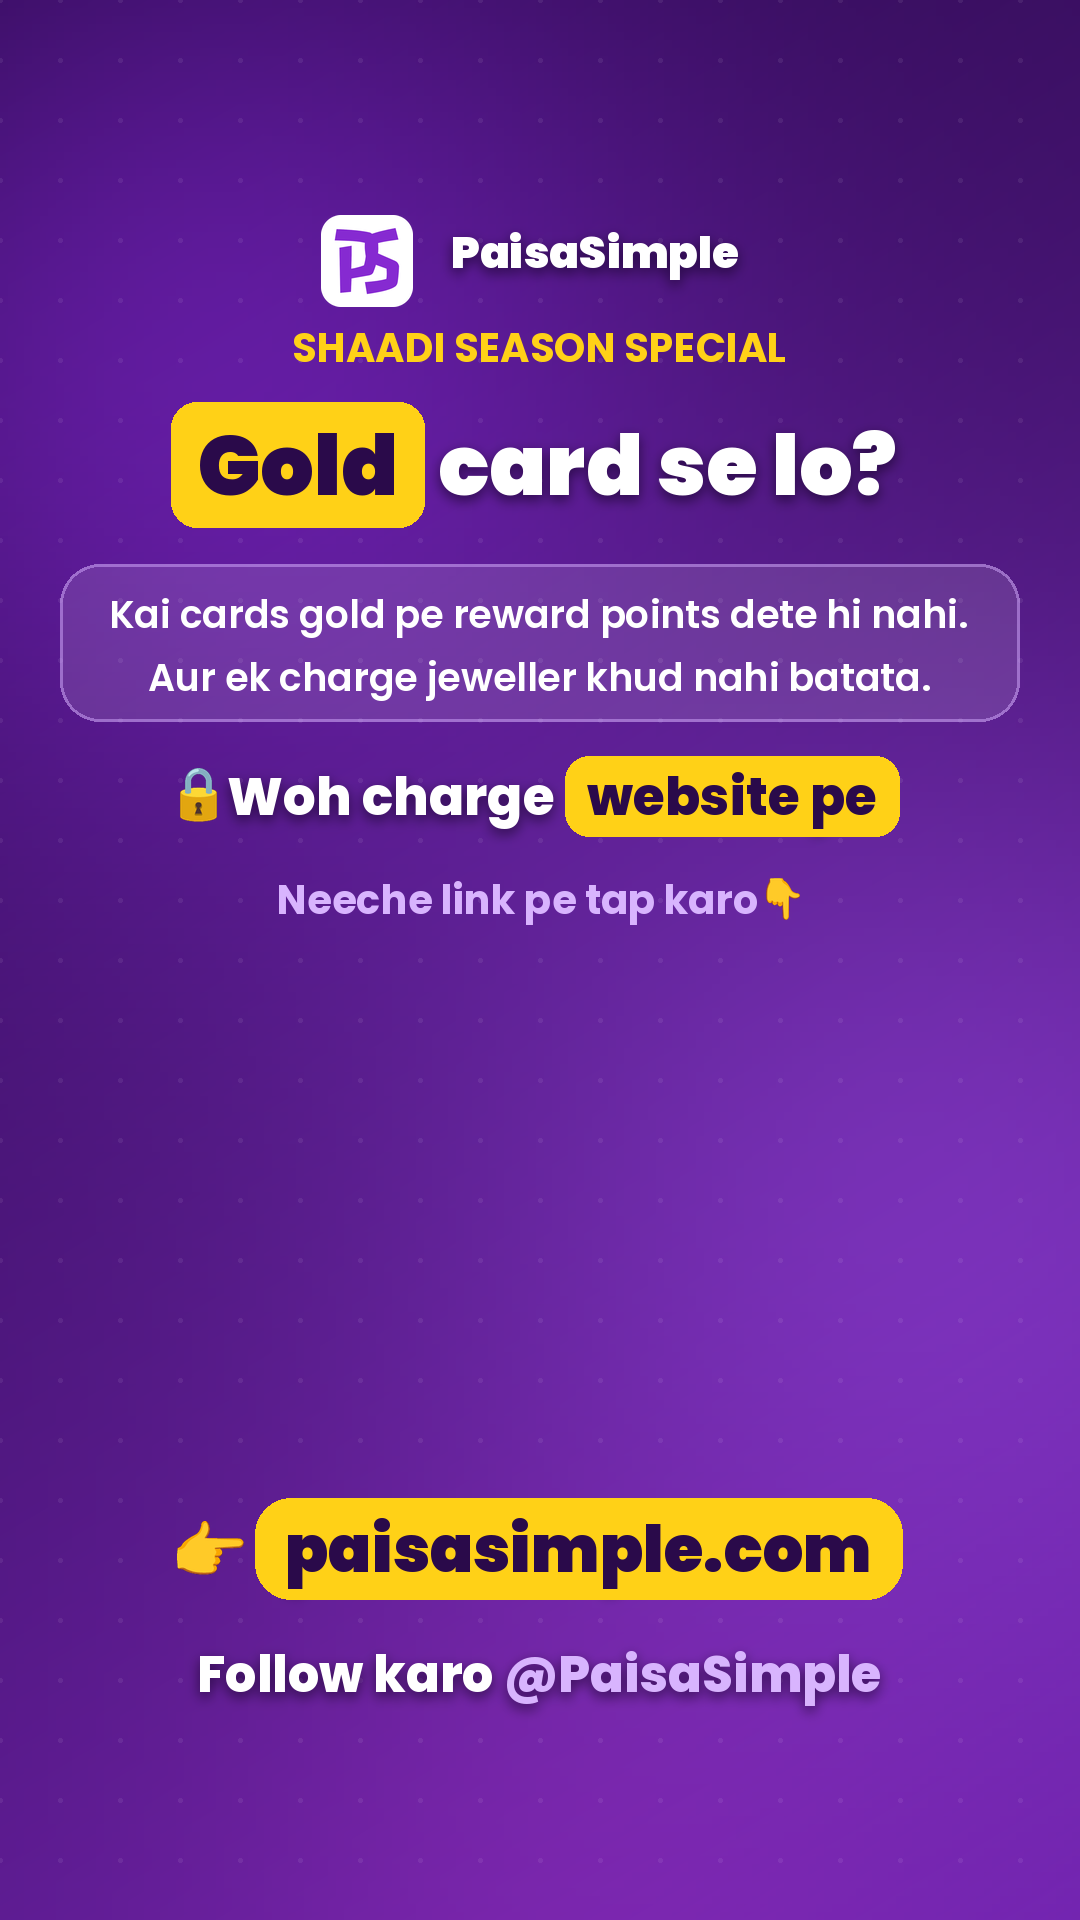 PS PaisaSimple
SHAADI SEASON SPECIAL
Gold card se lo?
Kai cards gold pe reward points dete hi nahi.
Aur ek charge jeweller khud nahi batata.
🔒Woh charge website pe
Neeche link pe tap karo👇
👉 paisasimple.com
Follow karo @PaisaSimple